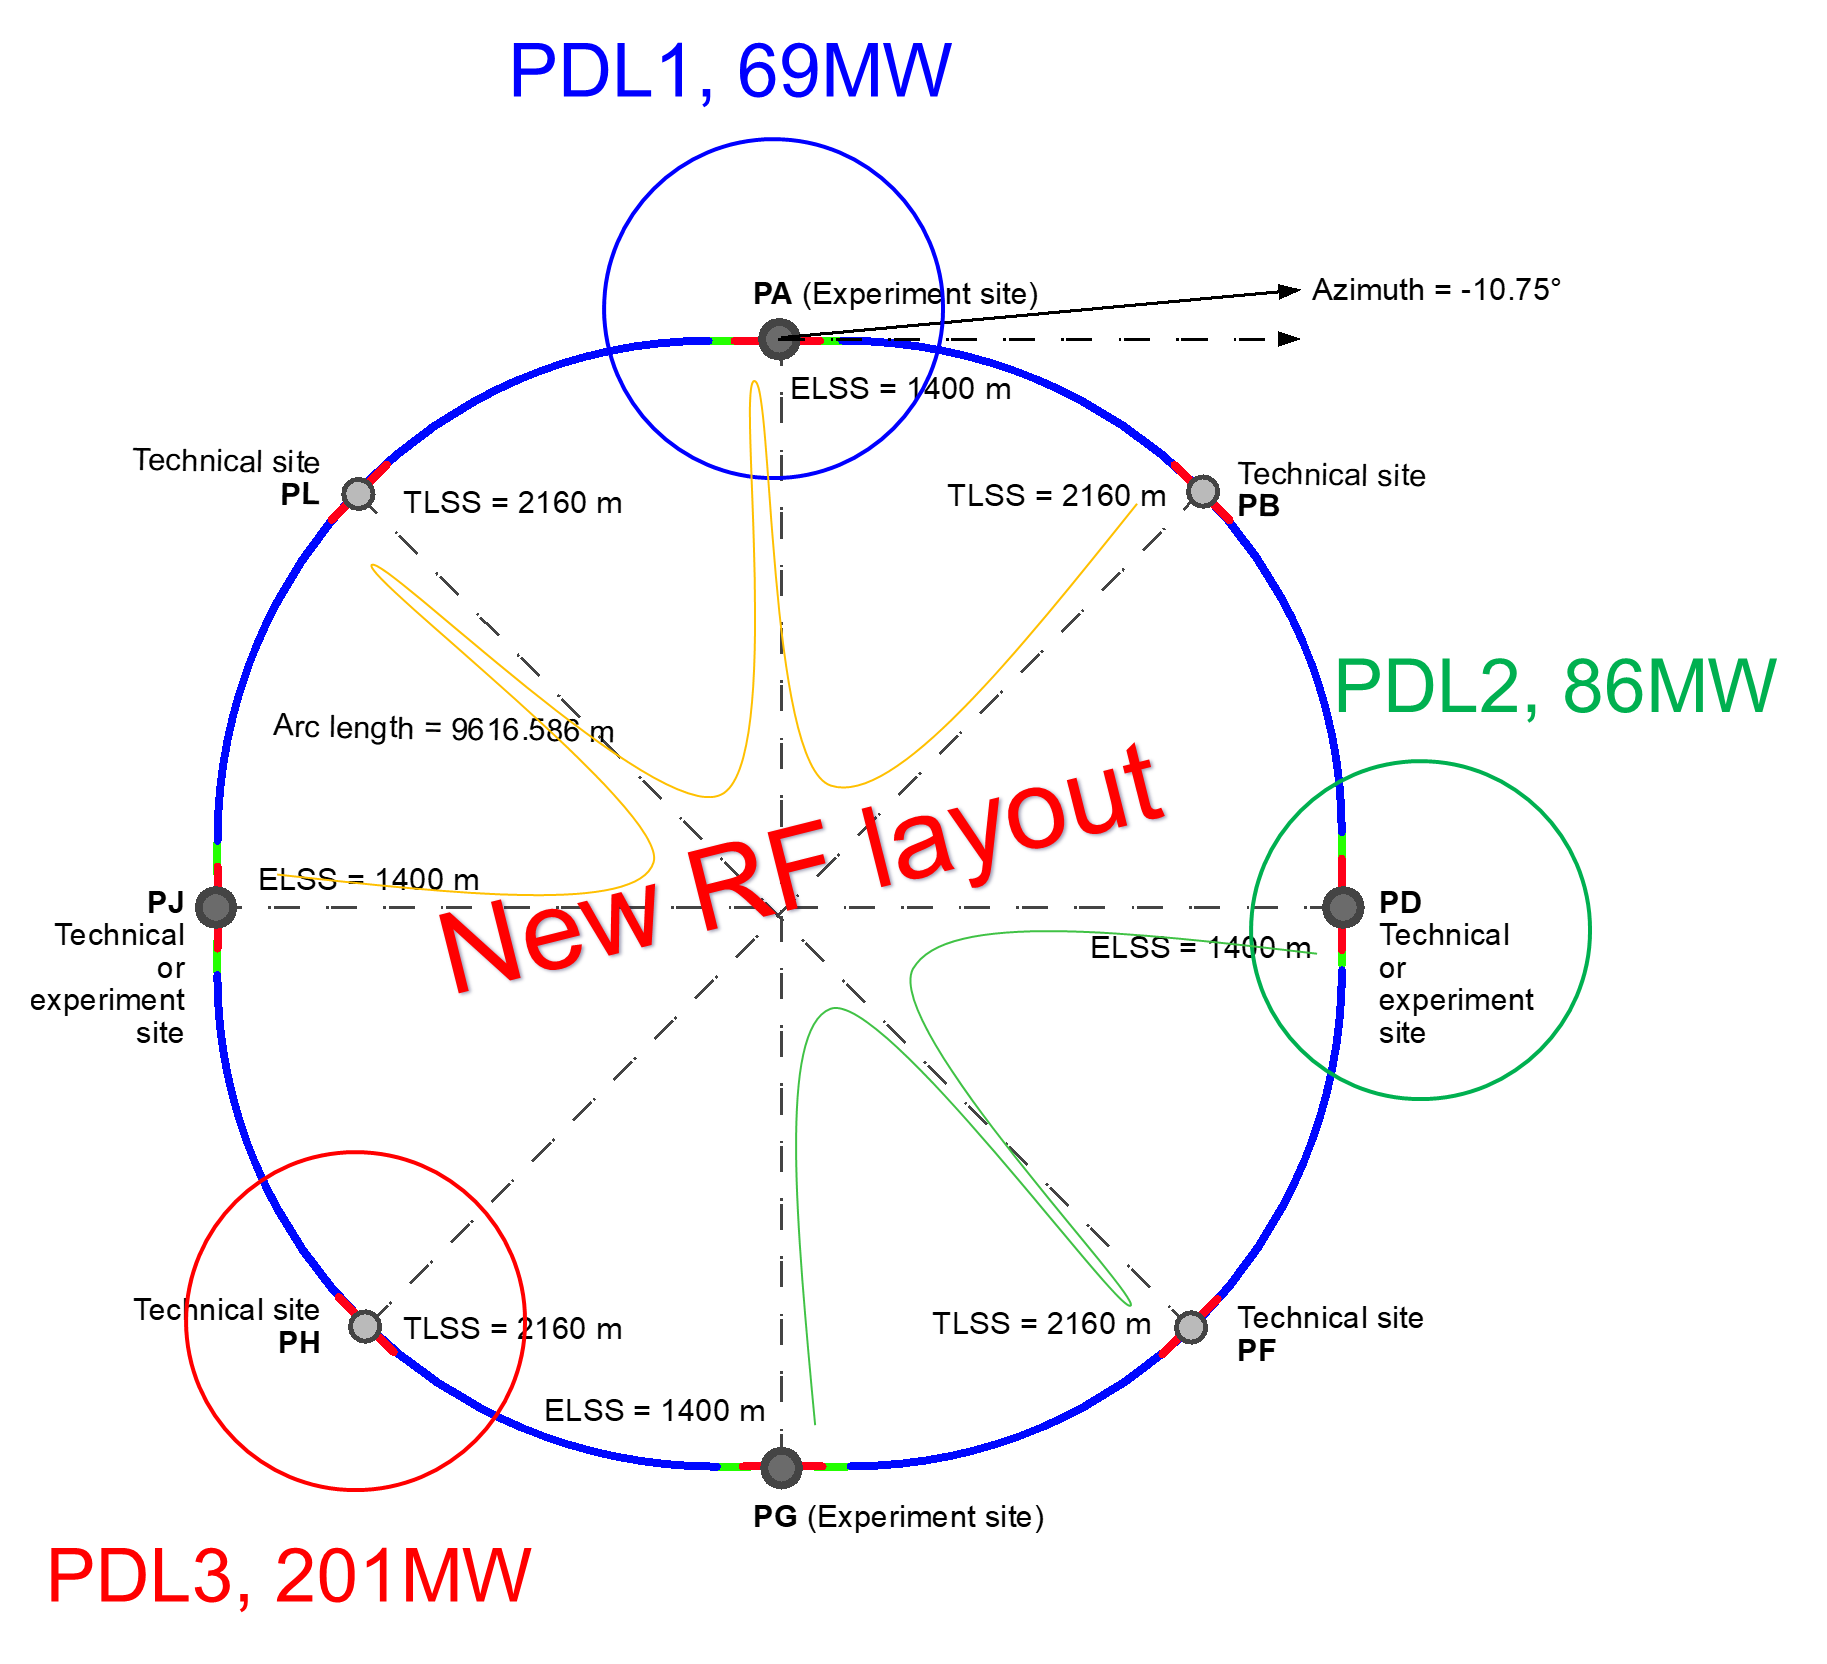 PDL1, 69MW
PA (Experiment site)
Azimuth = -10.75°
ELSS = 1400 m
Technical site
PL
TLSS = 2160 m
TLSS = 2160 m
Technical site
PB
PDL2, 86MW
Arc length = 9616.586 m
New RF layout
ELSS = 1400 m
PJ
Technical
or
experiment
site
ELSS = 1400 m
PD
Technical
or
experiment
site
Technical site
PH
TLSS = 2160 m
TLSS = 2160 m
Technical site
PF
ELSS = 1400 m
PG (Experiment site)
PDL3, 201MW